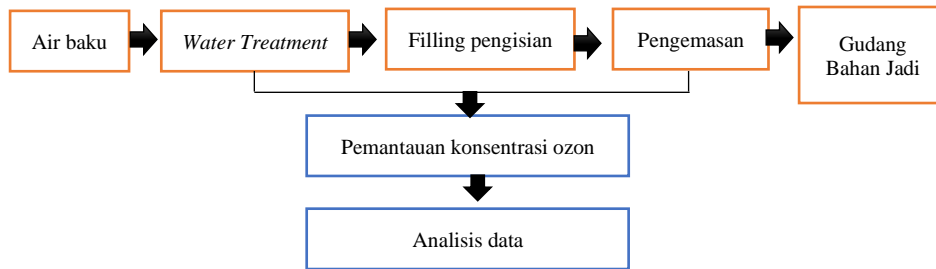 Air baku
Water Treatment
Filling pengisian
Pengemasan
Gudang
Bahan Jadi
Pemantauan konsentrasi ozon
Analisis data